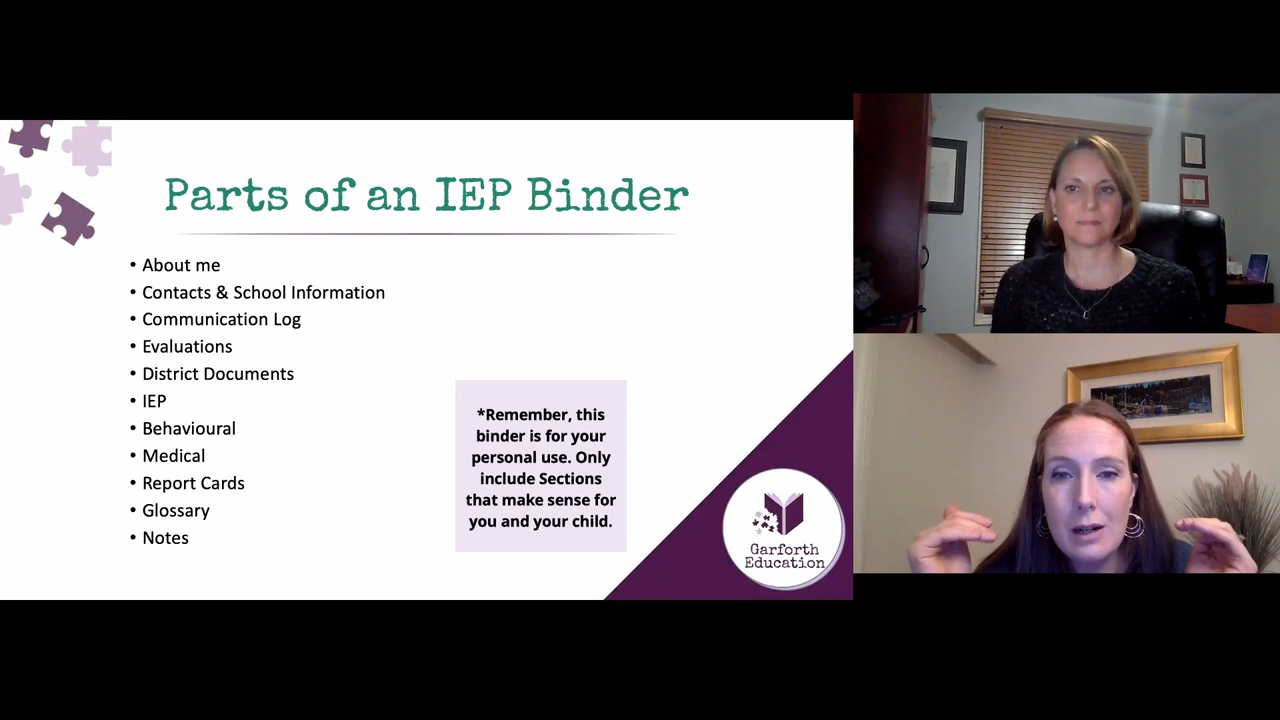 Parts of an IEP Binder
• About me
• Contacts & School Information
• Communication Log
• Evaluations
• District Documents
• IEP
• Behavioural
• Medical
• Report Cards
• Glossary
• Notes
*Remember, this
binder is for your
personal use. Only
include Sections
that make sense for
you and your child.
Garforth
Education